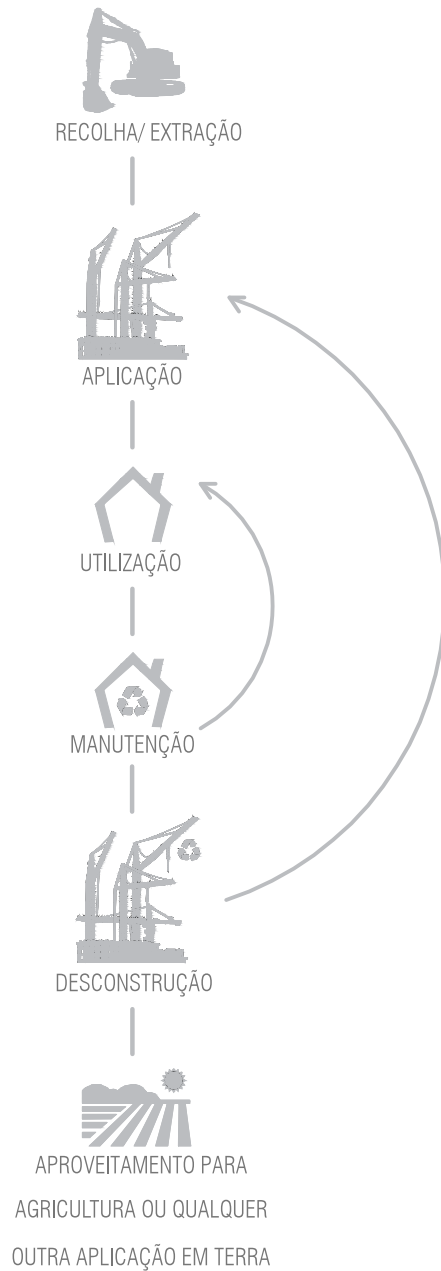 RECOLHA/ EXTRAÇÃO
APLICAÇÃO
UTILIZAÇÃO
MANUTENÇÃO
DESCONSTRUÇÃO
APROVEITAMENTO PARA
AGRICULTURA OU QUALQUER
OUTRA APLICAÇÃO EM TERRA